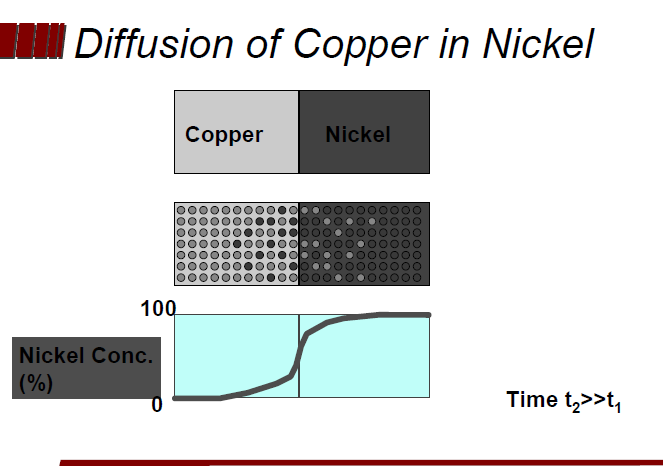 Diffusion of Copper in Nickel
Copper
Nickel
100
Nickel Conc.
(%)
0
Time t₂>>t₁